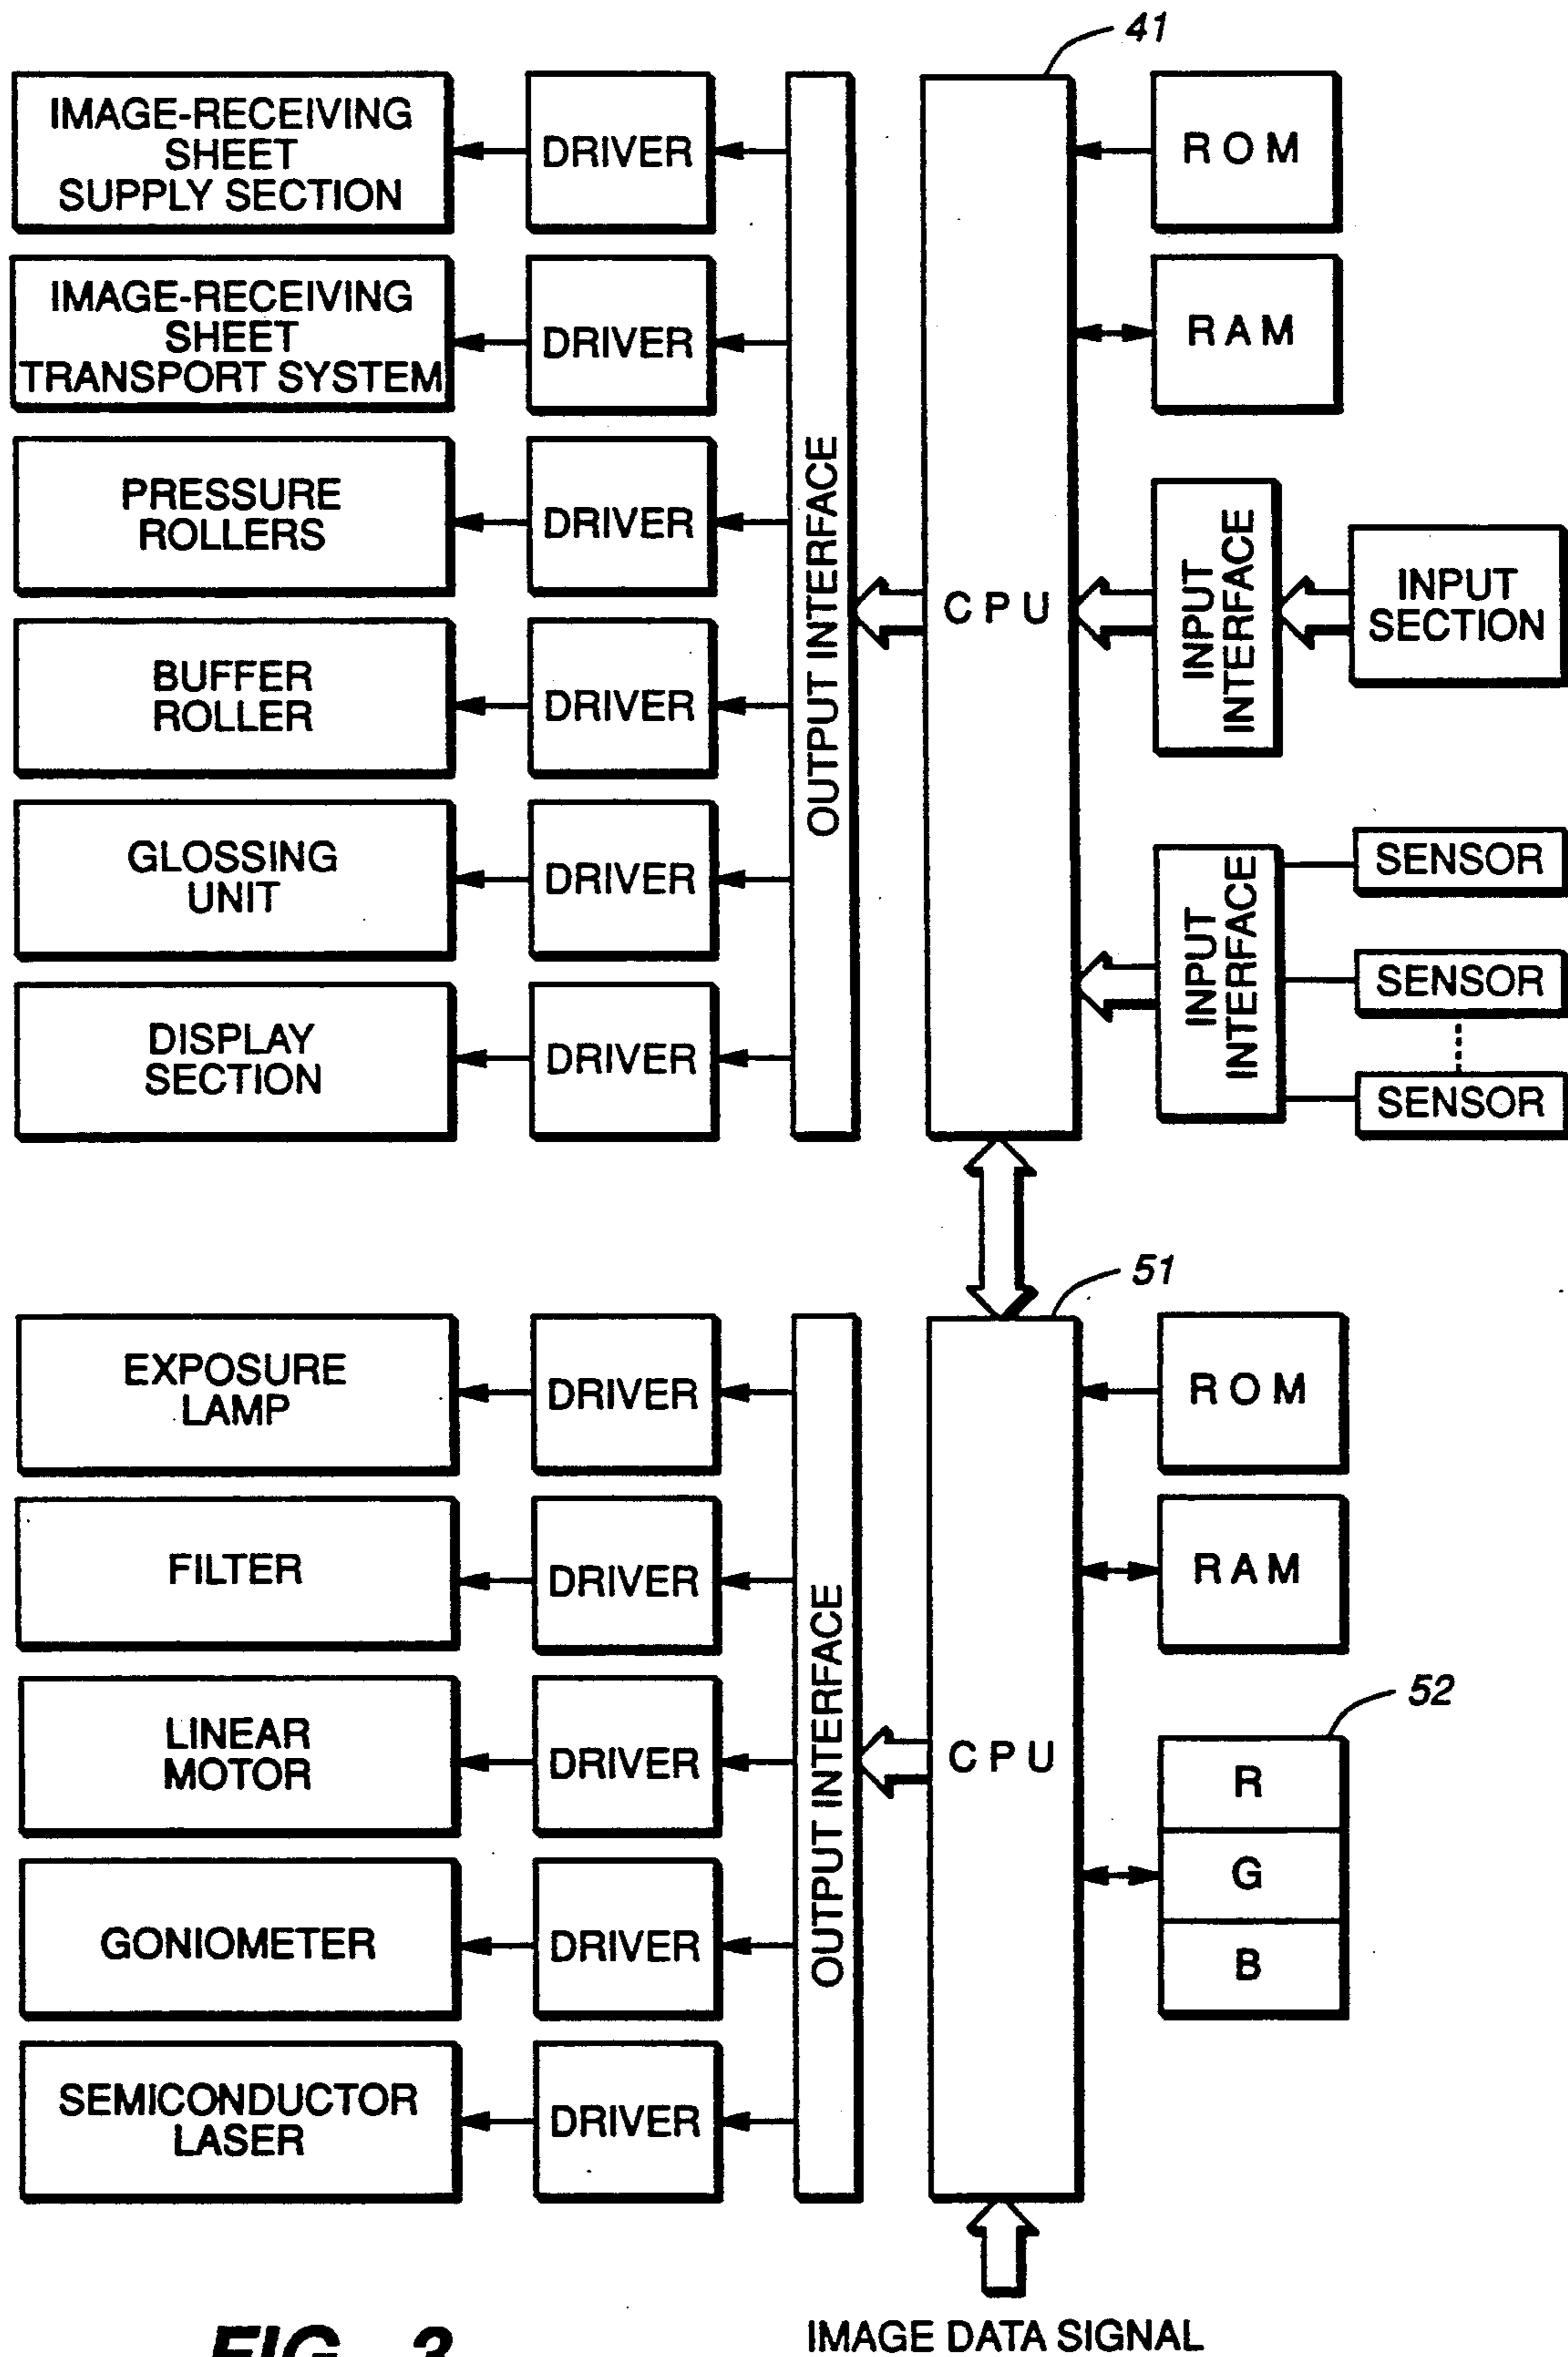 41
IMAGE-RECEIVING
SHEET
SUPPLY SECTION
DRIVER
ROM
IMAGE-RECEIVING
SHEET
TRANSPORT SYSTEM
DRIVER
RAM
PRESSURE
ROLLERS
DRIVER
OUTPUT INTERFACE
CPU
INPUT
INTERFACE
INPUT
SECTION
BUFFER
ROLLER
DRIVER
GLOSSING
UNIT
DRIVER
INPUT
INTERFACE
SENSOR
SENSOR
SENSOR
DISPLAY
SECTION
DRIVER
51
EXPOSURE
LAMP
DRIVER
ROM
FILTER
DRIVER
RAM
LINEAR
MOTOR
DRIVER
OUTPUT INTERFACE
CPU
52
R
G
B
GONIOMETER
DRIVER
SEMICONDUCTOR
LASER
DRIVER
IMAGE DATA SIGNAL
FIG. 3